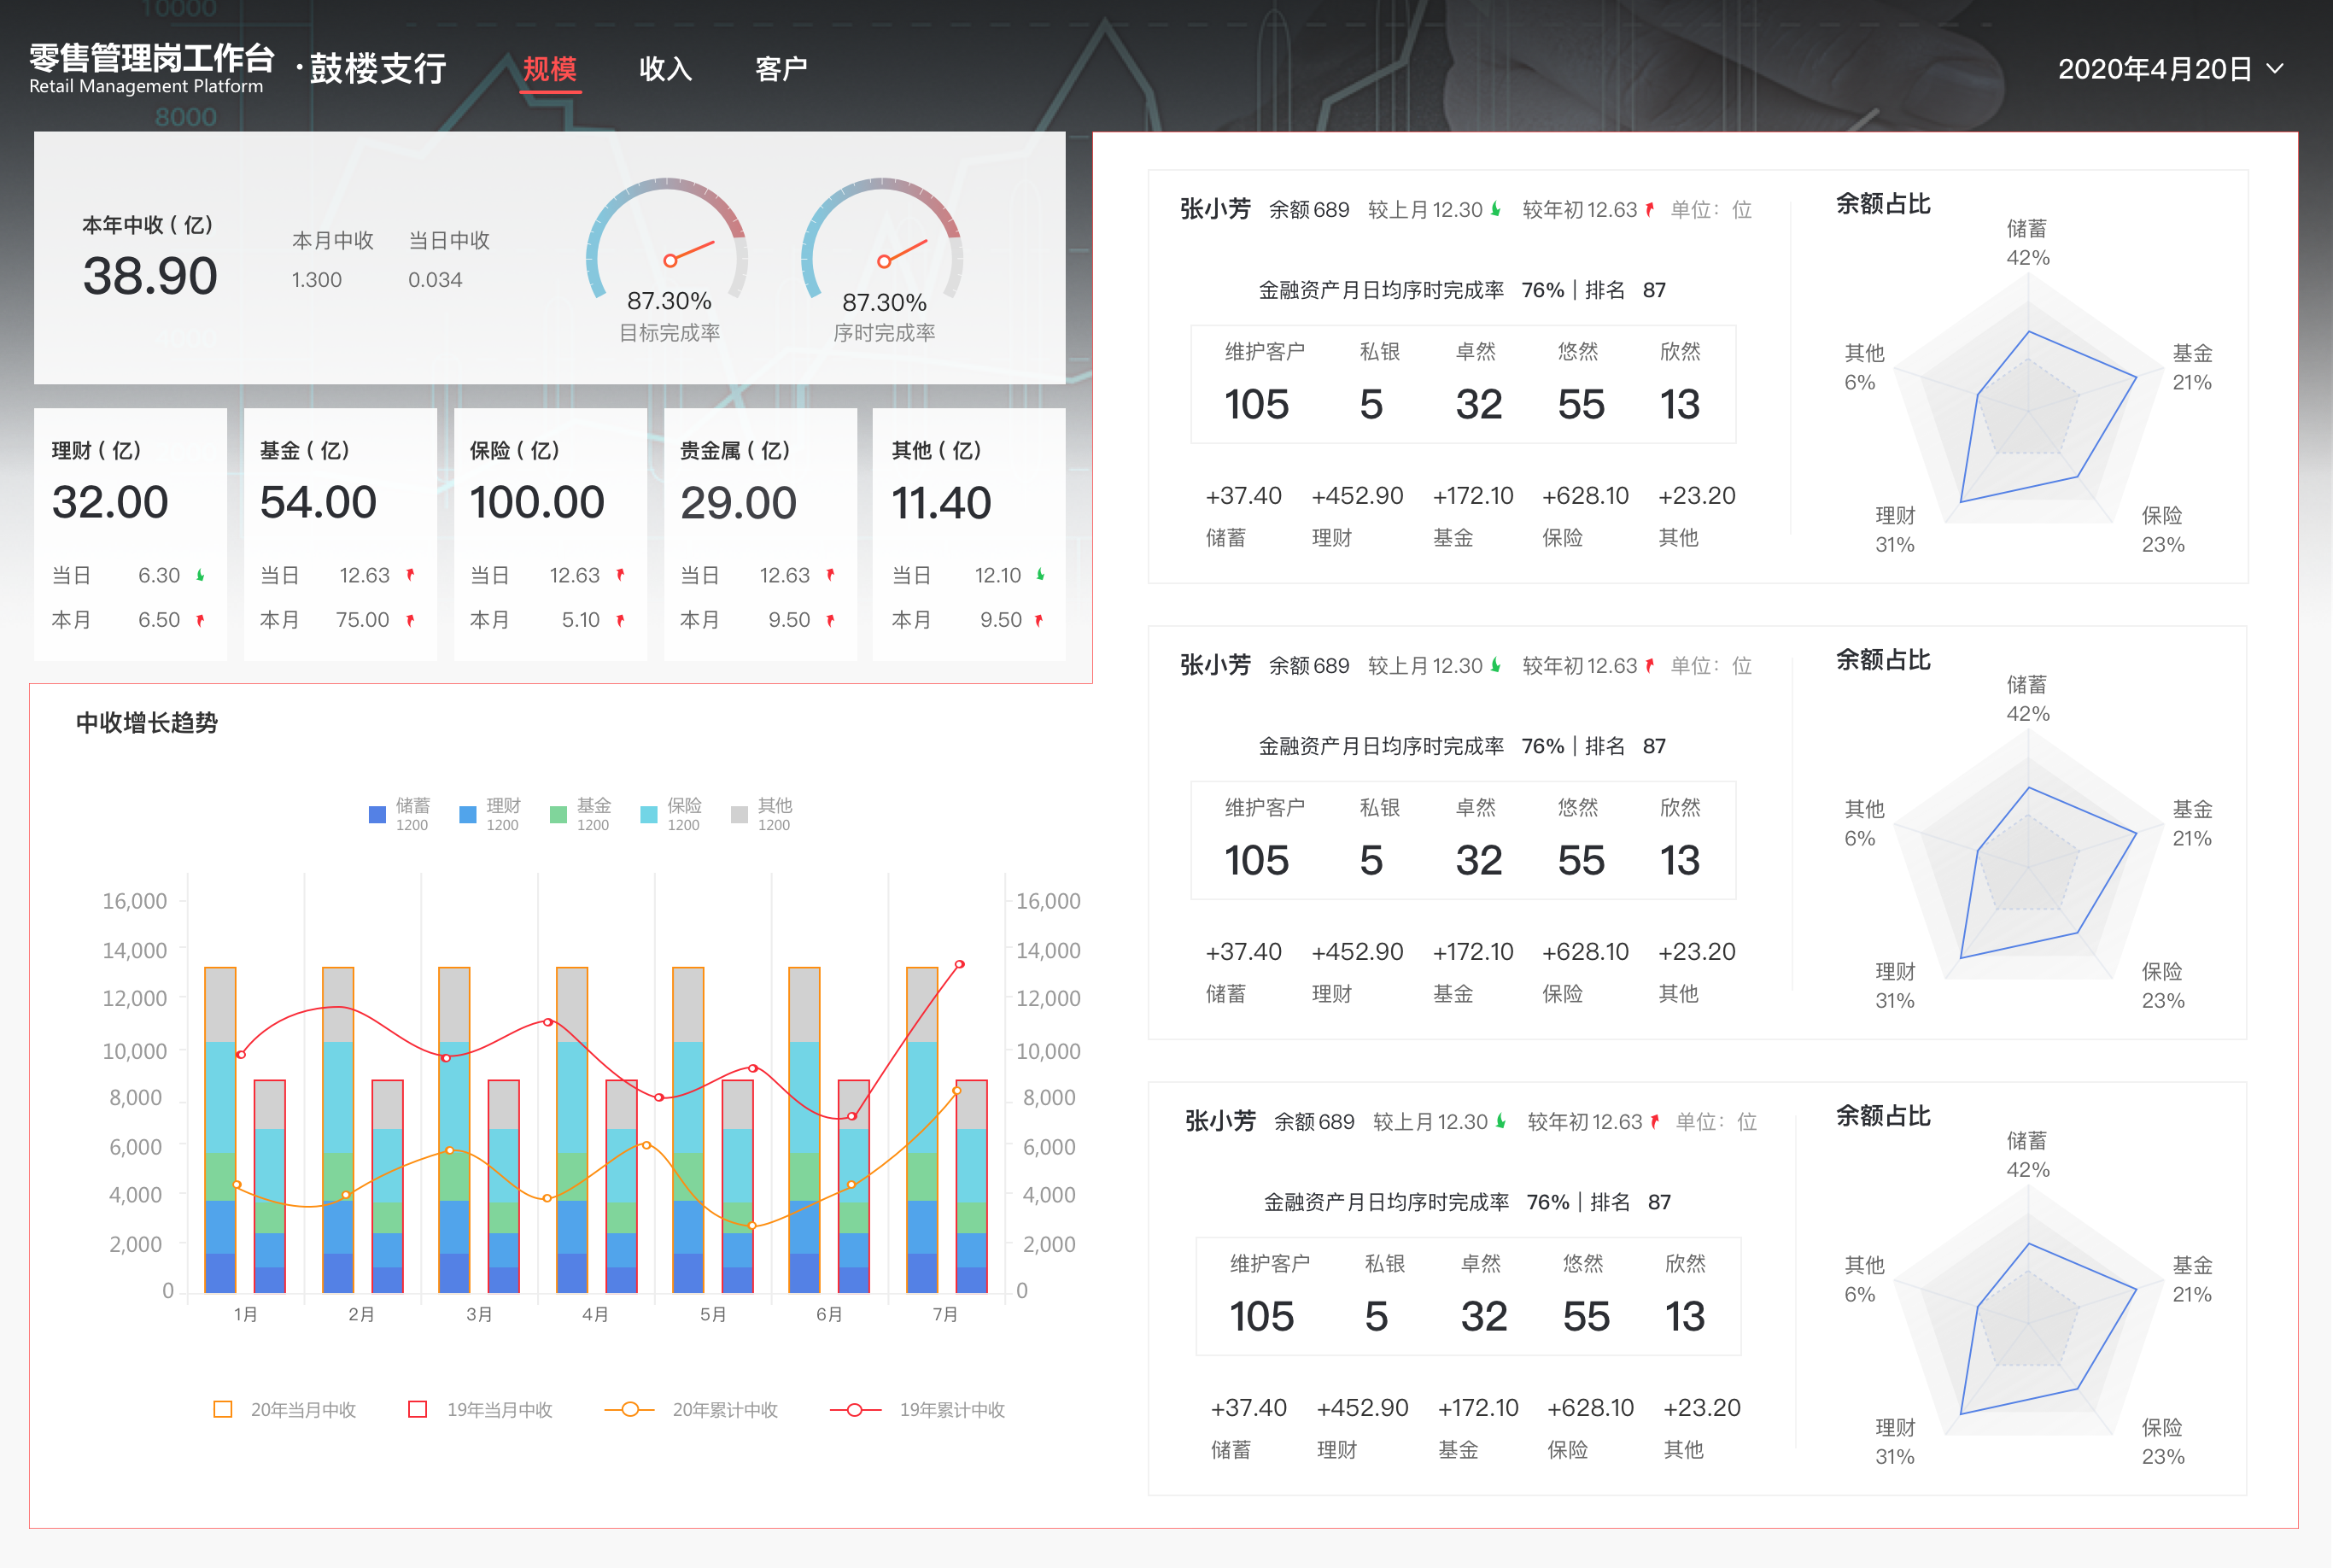 10000
8000
零售管理岗工作台
Retail Management Platform
·鼓楼支行
规模 收入 客户
2020年4月20日
本年中收(亿)
38.90
本月中收 当日中收
1.300 0.034
87.30%
目标完成率
87.30%
序时完成率
理财(亿)
32.00
当日 6.30
本月 6.50
基金(亿)
54.00
当日 12.63
本月 75.00
保险(亿)
100.00
当日 12.63
本月 5.10
贵金属(亿)
29.00
当日 12.63
本月 9.50
其他(亿)
11.40
当日 12.10
本月 9.50
中收增长趋势
储蓄 理财 基金 保险 其他
1200 1200 1200 1200 1200
16,000 16,000
14,000 14,000
12,000 12,000
10,000 10,000
8,000 8,000
6,000 6,000
4,000 4,000
2,000 2,000
0 0
1月 2月 3月 4月 5月 6月 7月
20年当月中收 19年当月中收 20年累计中收 19年累计中收
张小芳 余额689 较上月12.30 较年初12.63 单位：位
金融资产月日均序时完成率 76%|排名 87
维护客户 私银 卓然 悠然 欣然
105 5 32 55 13
+37.40 +452.90 +172.10 +628.10 +23.20
储蓄 理财 基金 保险 其他
余额占比
储蓄
42%
其他 基金
6% 21%
理财 保险
31% 23%
张小芳 余额689 较上月12.30 较年初12.63 单位：位
金融资产月日均序时完成率 76%|排名 87
维护客户 私银 卓然 悠然 欣然
105 5 32 55 13
+37.40 +452.90 +172.10 +628.10 +23.20
储蓄 理财 基金 保险 其他
余额占比
储蓄
42%
其他 基金
6% 21%
理财 保险
31% 23%
张小芳 余额689 较上月12.30 较年初12.63 单位：位
金融资产月日均序时完成率 76%|排名 87
维护客户 私银 卓然 悠然 欣然
105 5 32 55 13
+37.40 +452.90 +172.10 +628.10 +23.20
储蓄 理财 基金 保险 其他
余额占比
储蓄
42%
其他 基金
6% 21%
理财 保险
31% 23%